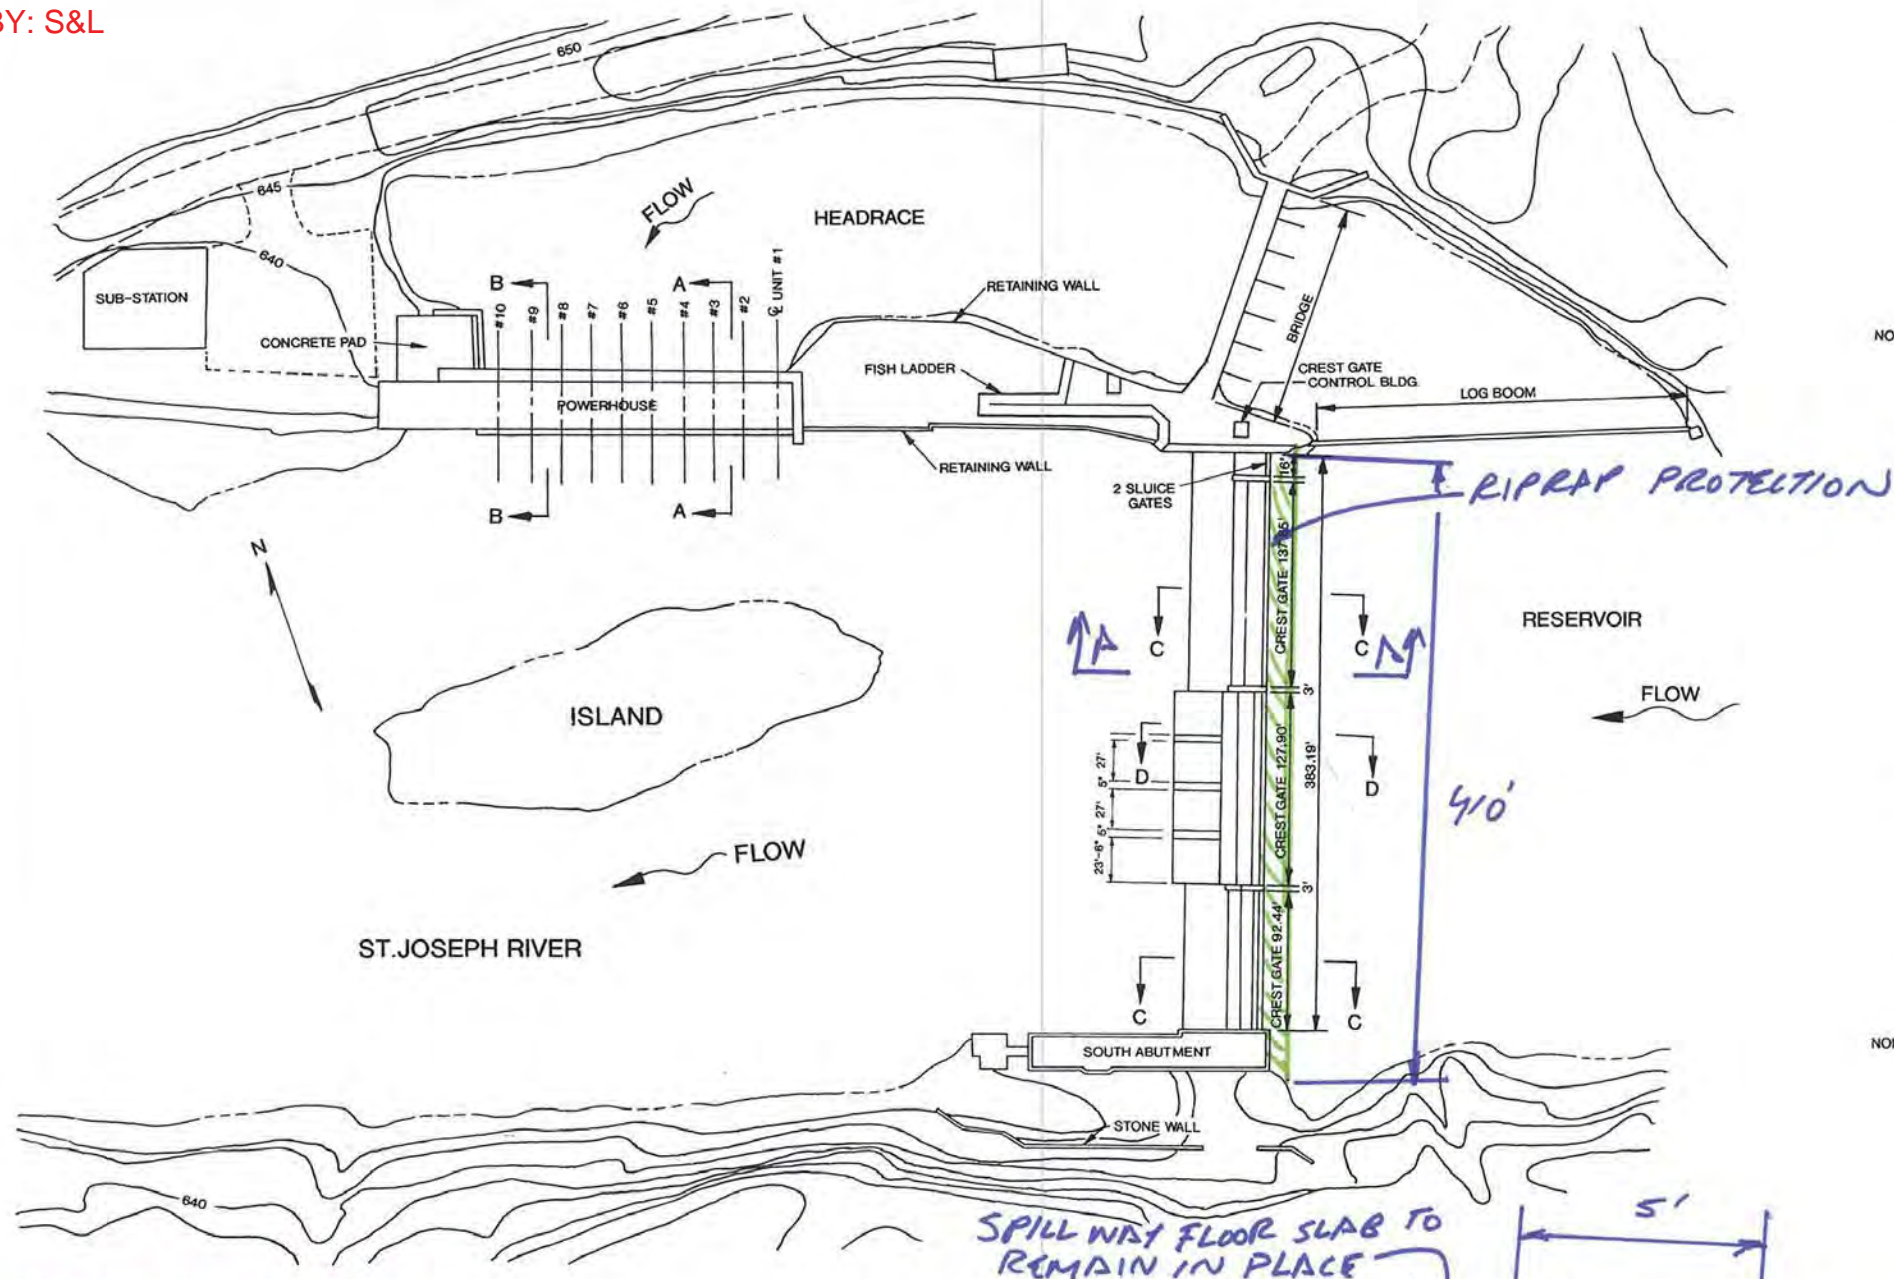 BY: S&L
650
645
640
SUB-STATION
CONCRETE PAD
FLOW
HEADRACE
B
A
#10
#9
#8
#7
#6
#5
#4
#3
#2
℄ UNIT #1
POWERHOUSE
B
A
RETAINING WALL
FISH LADDER
RETAINING WALL
BRIDGE
CREST GATE
CONTROL BLDG.
LOG BOOM
2 SLUICE
GATES
16'
RIPRAP PROTECTION
NO
N
CREST GATE 137.85'
C
C
A
RESERVOIR
FLOW
ISLAND
3'
D
D
27'
5"
27'
5"
23'-6"
CREST GATE 127.90'
383.19'
410'
FLOW
3'
ST.JOSEPH RIVER
CREST GATE 92.44'
C
C
SOUTH ABUTMENT
NO
STONE WALL
640
SPILLWAY FLOOR SLAB TO
REMAIN IN PLACE
5'